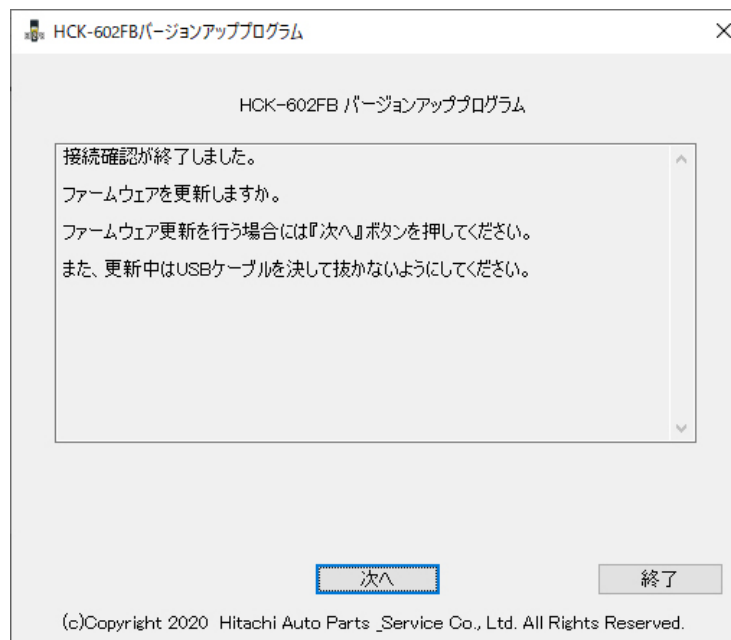 HCK-602FBバージョンアッププログラム
HCK-602FB バージョンアッププログラム
接続確認が終了しました。
ファームウェアを更新しますか。
ファームウェア更新を行う場合には『次へ』ボタンを押してください。
また、更新中はUSBケーブルを決して抜かないようにしてください。
次へ
終了
(c)Copyright 2020 Hitachi Auto Parts _Service Co., Ltd. All Rights Reserved.